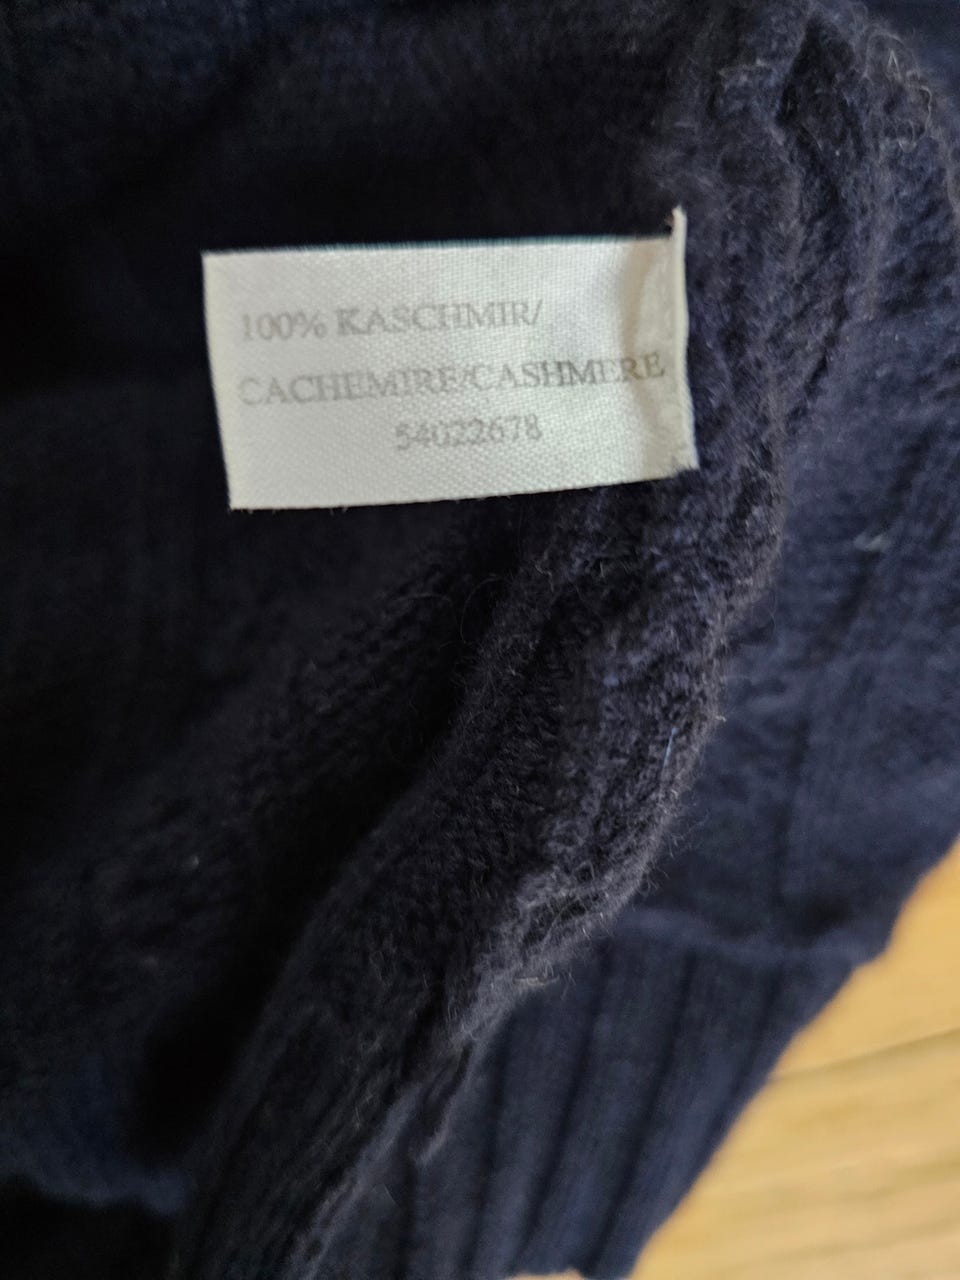 100% KASCHMIR/
CACHEMIRE/CASHMERE
54022678